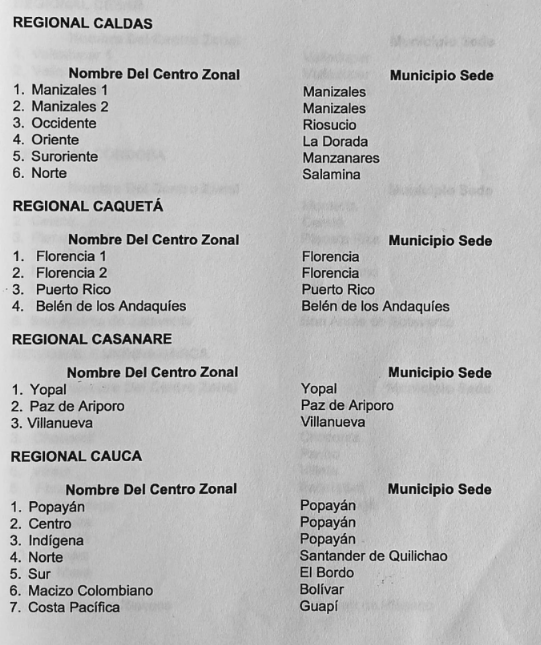 REGIONAL CALDAS
Nombre Del Centro Zonal Municipio Sede
1. Manizales 1 Manizales
2. Manizales 2 Manizales
3. Occidente Riosucio
4. Oriente La Dorada
5. Suroriente Manzanares
6. Norte Salamina
REGIONAL CAQUETÁ
Nombre Del Centro Zonal Municipio Sede
1. Florencia 1 Florencia
2. Florencia 2 Florencia
3. Puerto Rico Puerto Rico
4. Belén de los Andaquíes Belén de los Andaquíes
REGIONAL CASANARE
Nombre Del Centro Zonal Municipio Sede
1. Yopal Yopal
2. Paz de Ariporo Paz de Ariporo
3. Villanueva Villanueva
REGIONAL CAUCA
Nombre Del Centro Zonal Municipio Sede
1. Popayán Popayán
2. Centro Popayán
3. Indígena Popayán
4. Norte Santander de Quilichao
5. Sur El Bordo
6. Macizo Colombiano Bolívar
7. Costa Pacífica Guapí